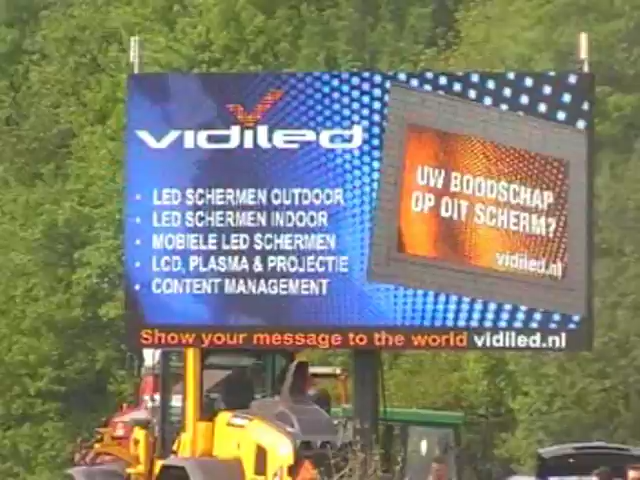 vidiled
• LED SCHERMEN OUTDOOR
• LED SCHERMEN INDOOR
• MOBIELE LED SCHERMEN
• LCD, PLASMA & PROJECTIE
• CONTENT MANAGEMENT
UW BOODSCHAP
OP DIT SCHERM?
vidiled.nl
Show your message to the world vidiled.nl